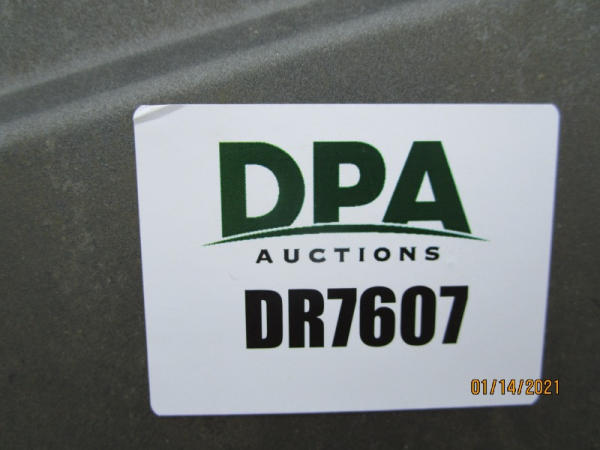 DPA
AUCTIONS
DR7607
01/14/2021